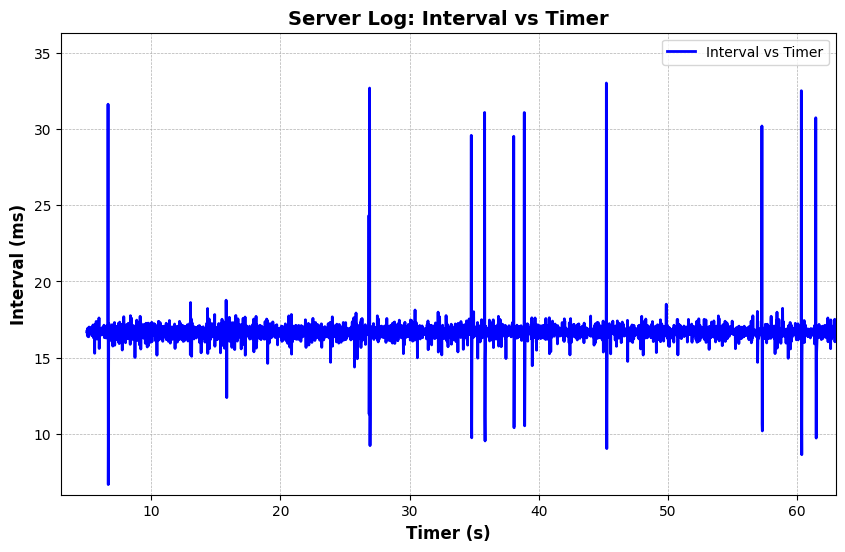 Server Log: Interval vs Timer
Interval vs Timer
35
30
25
20
15
10
Interval (ms)
10 20 30 40 50 60
Timer (s)